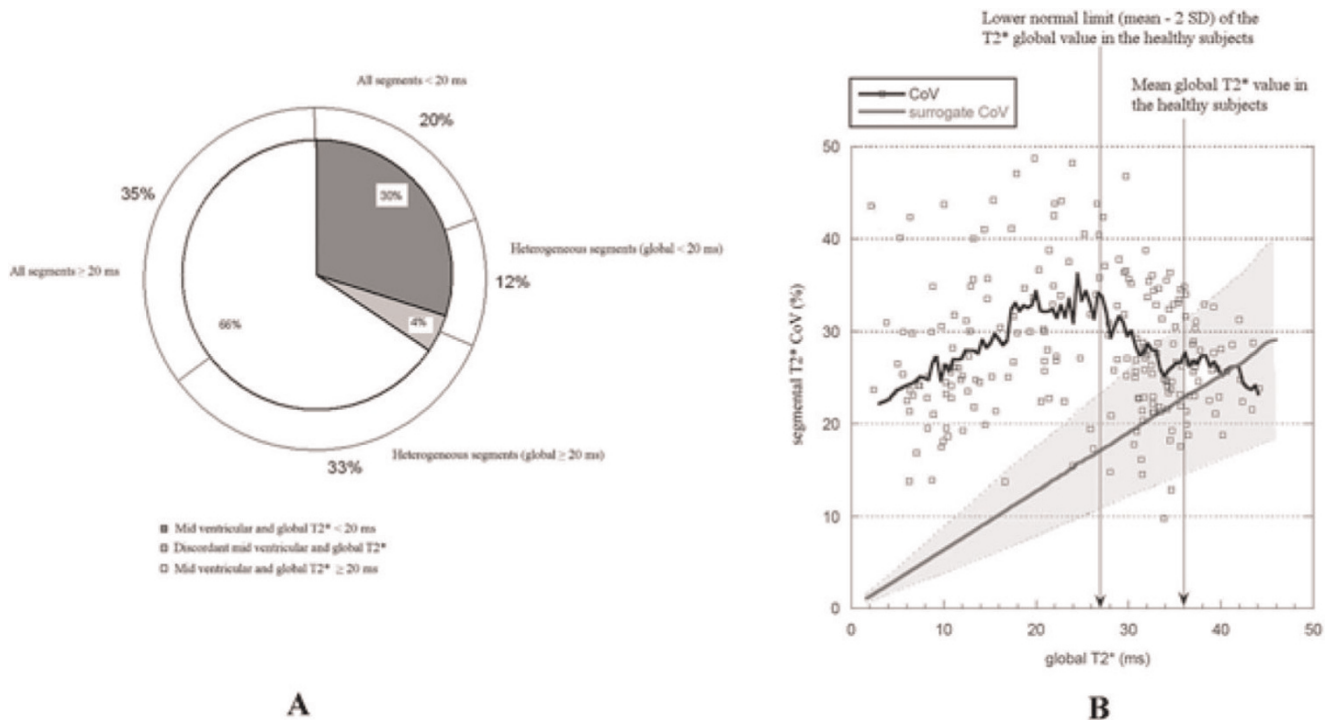 All segments < 20 ms
20%
35%
30%
Heterogeneous segments (global < 20 ms)
All segments ≥ 20 ms
12%
66%
4%
33%
Heterogeneous segments (global ≥ 20 ms)
Mid ventricular and global T2* < 20 ms
Discordant mid ventricular and global T2*
Mid ventricular and global T2* ≥ 20 ms
A
Lower normal limit (mean - 2 SD) of the
T2* global value in the healthy subjects
Mean global T2* value in
the healthy subjects
CoV
surrogate CoV
50
40
30
20
10
0
segmental T2* CoV (%)
0 10 20 30 40 50
global T2* (ms)
B